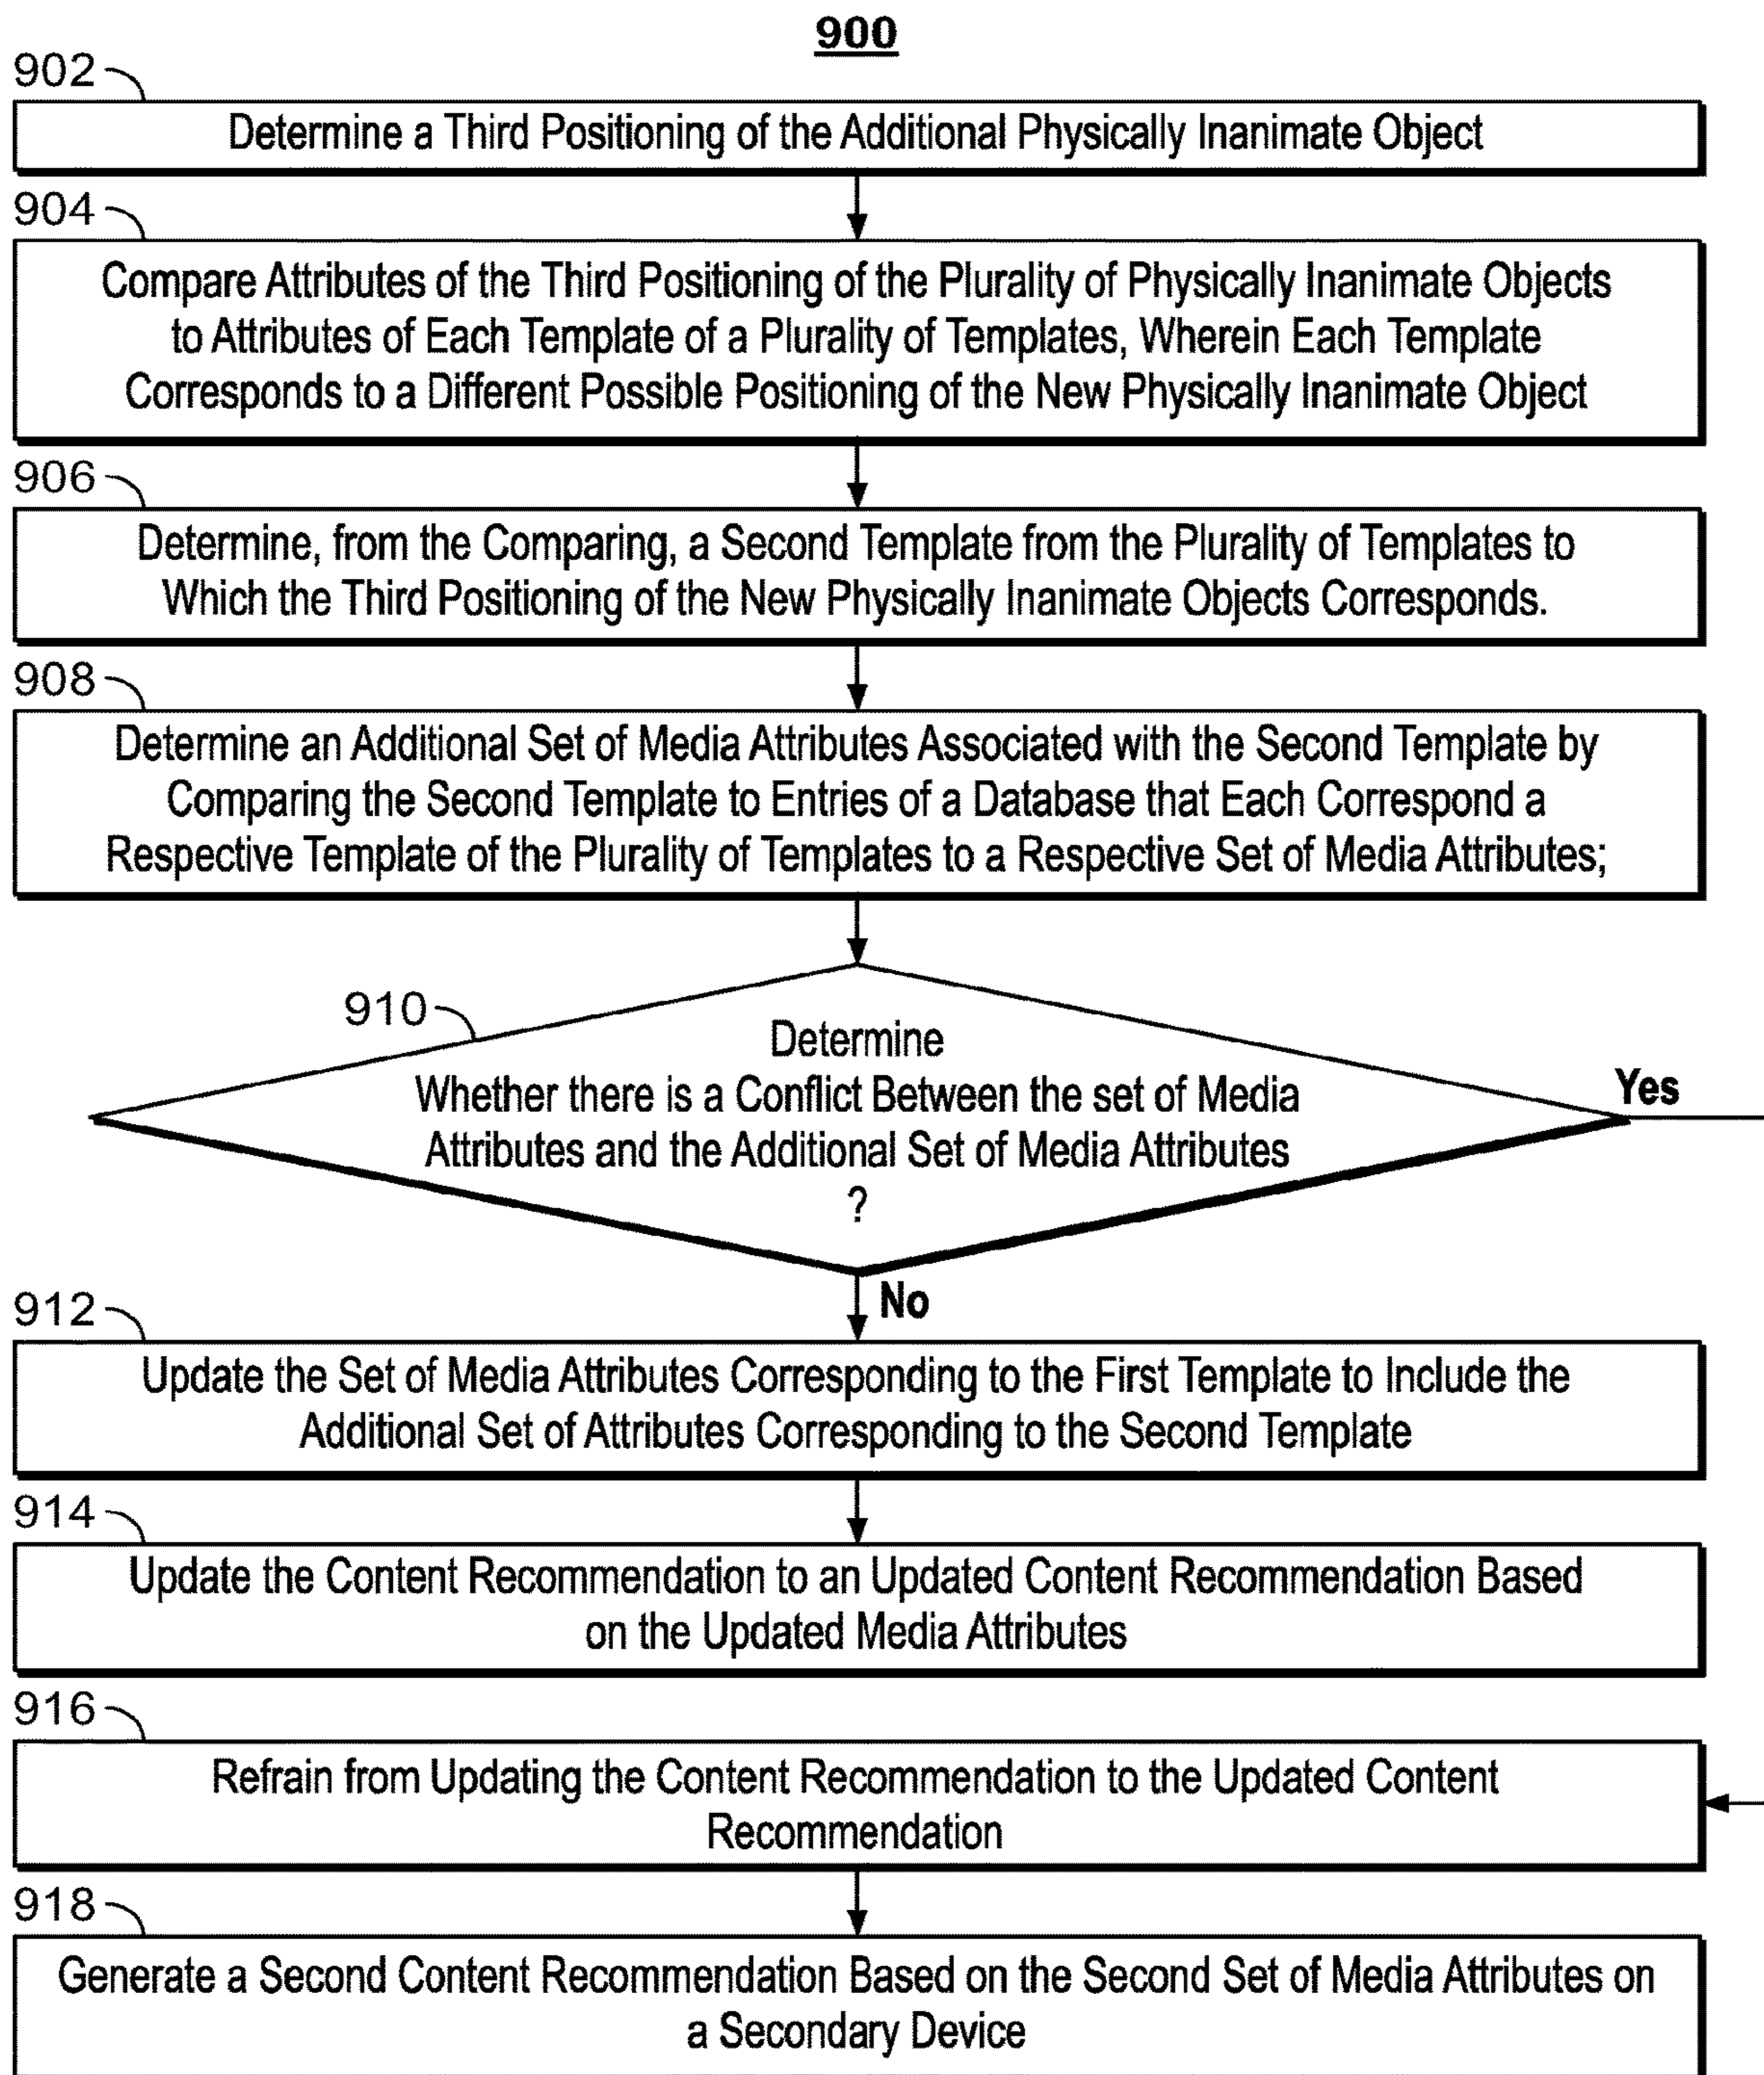 900
902
Determine a Third Positioning of the Additional Physically Inanimate Object
904
Compare Attributes of the Third Positioning of the Plurality of Physically Inanimate Objects
to Attributes of Each Template of a Plurality of Templates, Wherein Each Template
Corresponds to a Different Possible Positioning of the New Physically Inanimate Object
906
Determine, from the Comparing, a Second Template from the Plurality of Templates to
Which the Third Positioning of the New Physically Inanimate Objects Corresponds.
908
Determine an Additional Set of Media Attributes Associated with the Second Template by
Comparing the Second Template to Entries of a Database that Each Correspond a
Respective Template of the Plurality of Templates to a Respective Set of Media Attributes;
910
Determine
Whether there is a Conflict Between the set of Media
Attributes and the Additional Set of Media Attributes
?
Yes
No
912
Update the Set of Media Attributes Corresponding to the First Template to Include the
Additional Set of Attributes Corresponding to the Second Template
914
Update the Content Recommendation to an Updated Content Recommendation Based
on the Updated Media Attributes
916
Refrain from Updating the Content Recommendation to the Updated Content
Recommendation
918
Generate a Second Content Recommendation Based on the Second Set of Media Attributes on
a Secondary Device